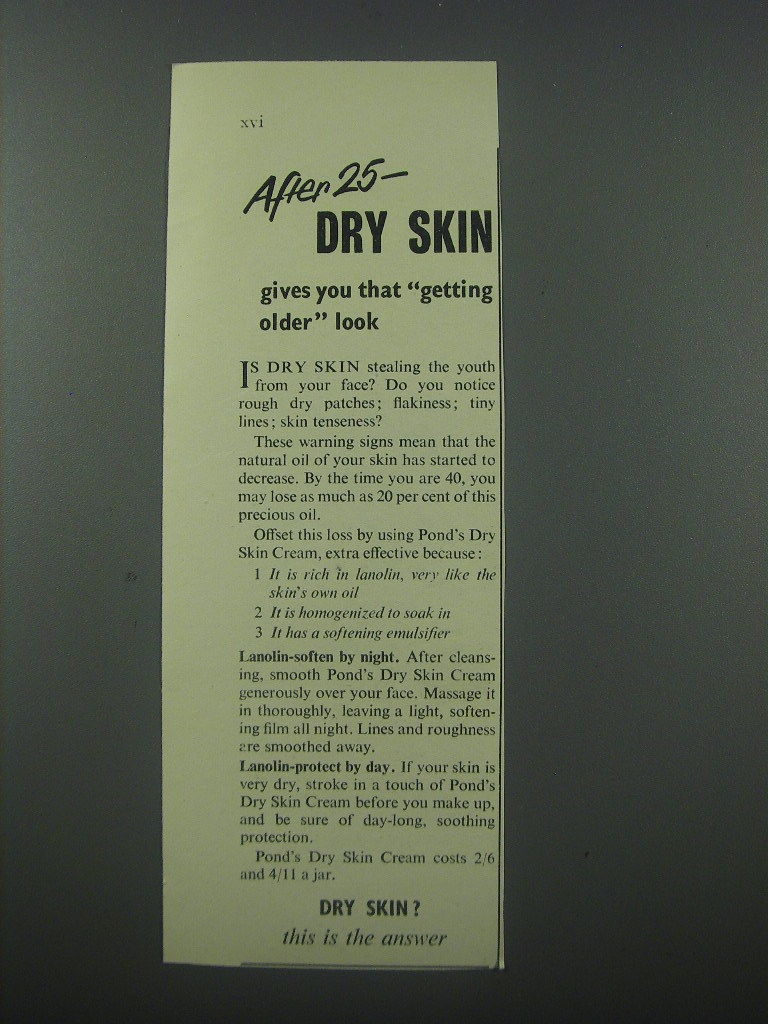 xvi
After 25—
DRY SKIN
gives you that "getting
older" look
IS DRY SKIN stealing the youth
from your face? Do you notice
rough dry patches; flakiness; tiny
lines; skin tenseness?
These warning signs mean that the
natural oil of your skin has started to
decrease. By the time you are 40, you
may lose as much as 20 per cent of this
precious oil.
Offset this loss by using Pond's Dry
Skin Cream, extra effective because:
1 It is rich in lanolin, very like the
skin's own oil
2 It is homogenized to soak in
3 It has a softening emulsifier
Lanolin-soften by night. After cleans-
ing, smooth Pond's Dry Skin Cream
generously over your face. Massage it
in thoroughly, leaving a light, soften-
ing film all night. Lines and roughness
are smoothed away.
Lanolin-protect by day. If your skin is
very dry, stroke in a touch of Pond's
Dry Skin Cream before you make up,
and be sure of day-long, soothing
protection.
Pond's Dry Skin Cream costs 2/6
and 4/11 a jar.
DRY SKIN?
this is the answer